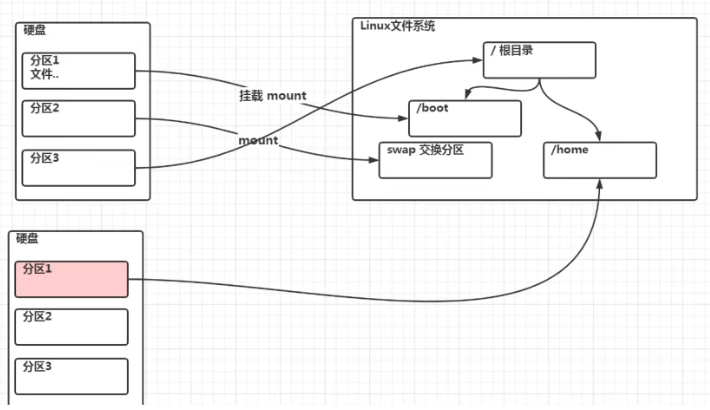 硬盘
分区1
文件..
分区2
分区3
挂载 mount
mount
Linux文件系统
/ 根目录
/boot
swap 交换分区
/home
硬盘
分区1
分区2
分区3